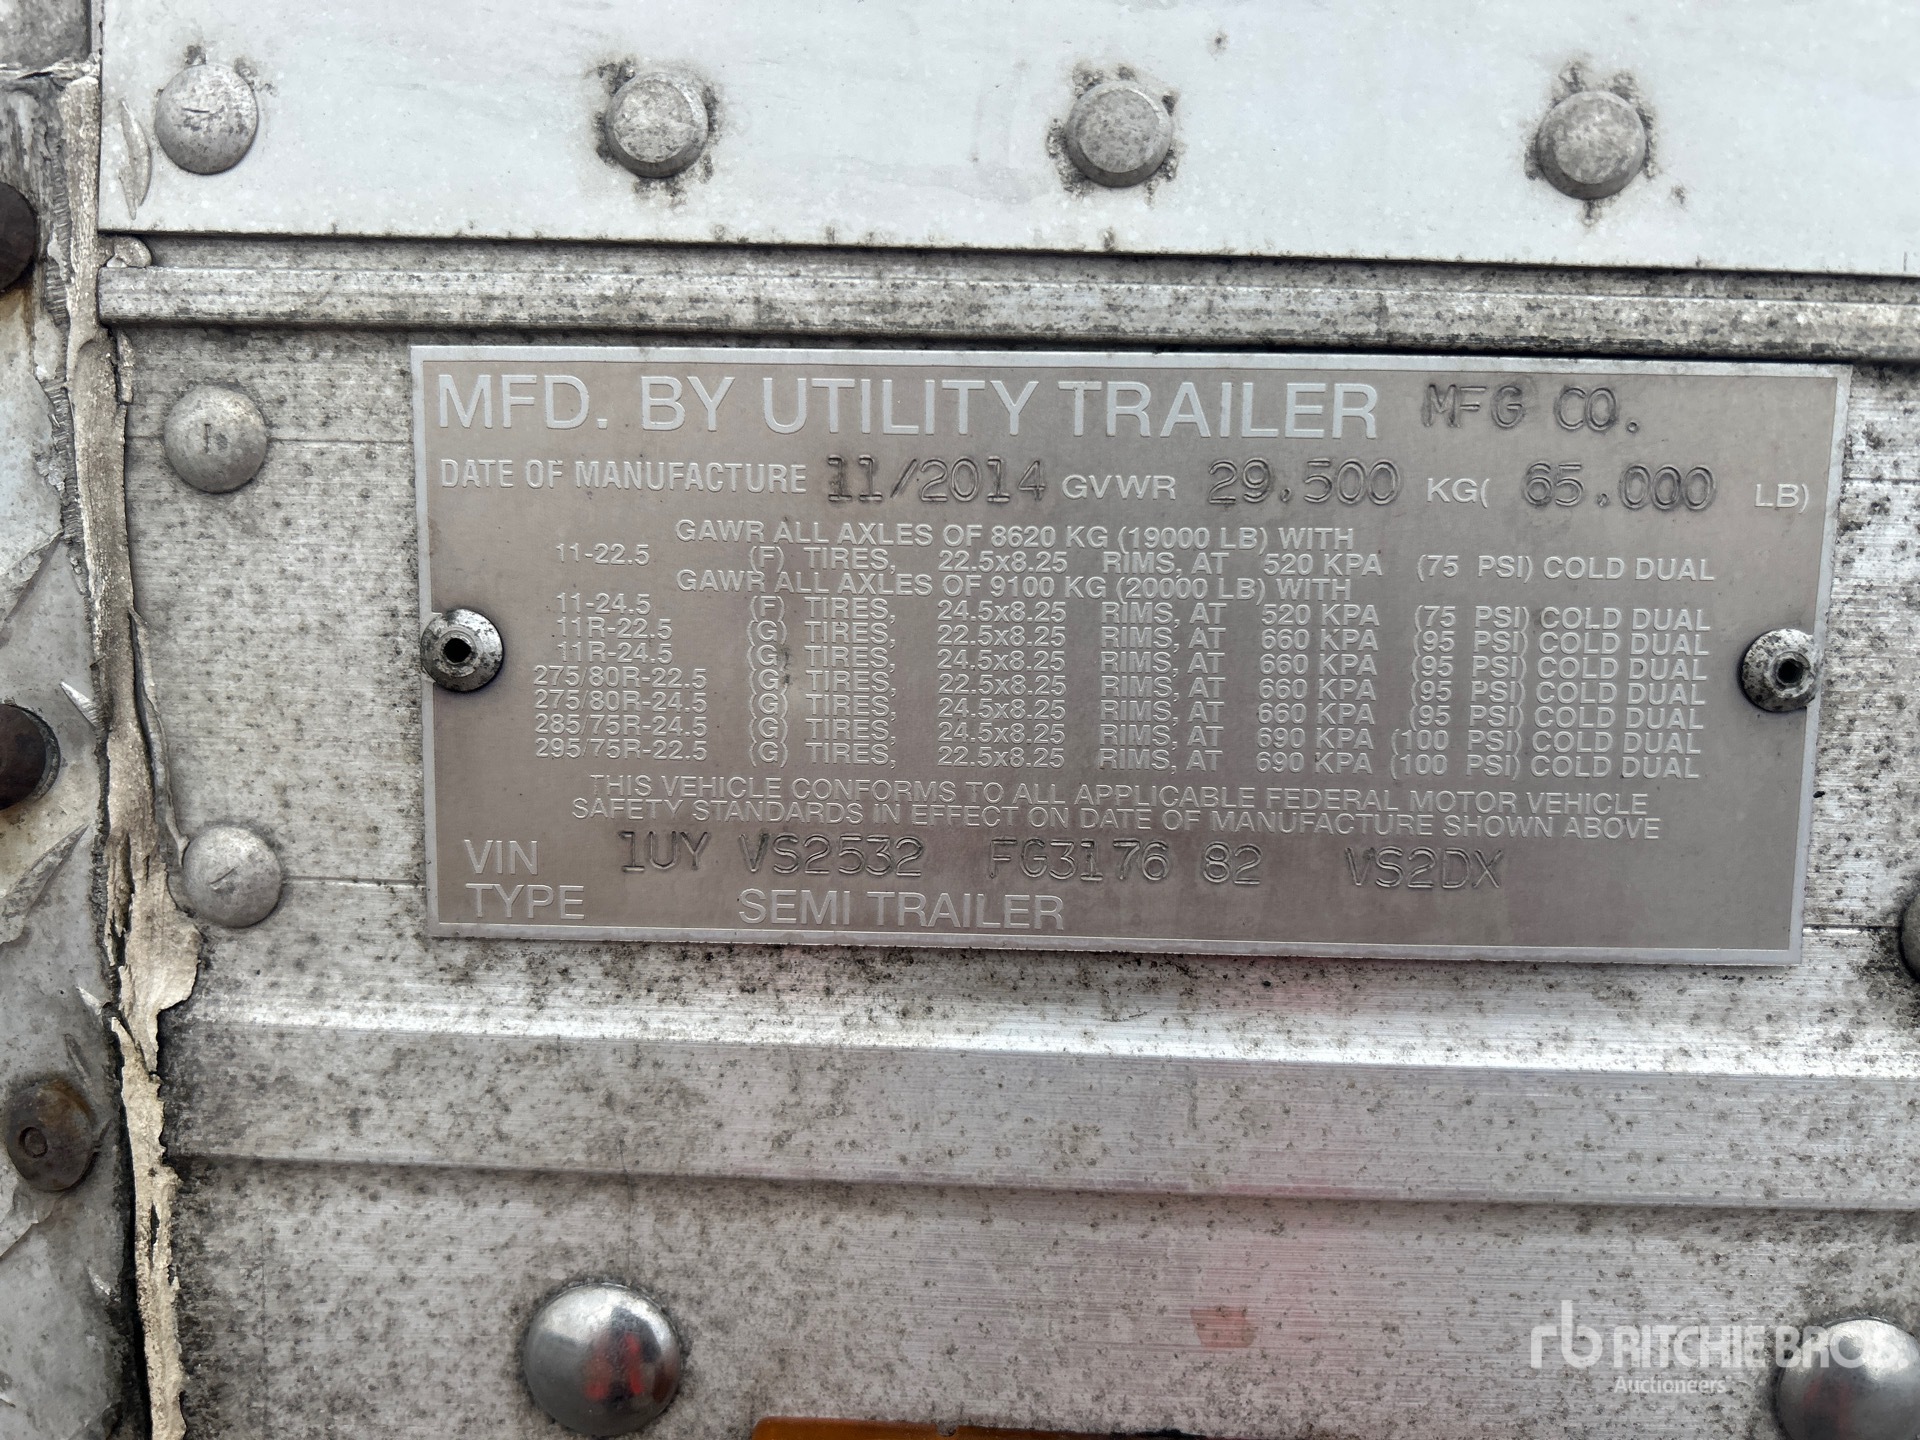 MFD. BY UTILITY TRAILER MFG CO.
DATE OF MANUFACTURE 11/2014 GVWR 29,500 KG( 65,000 LB)
GAWR ALL AXLES OF 8620 KG (19000 LB) WITH
11-22.5 (F) TIRES, 22.5x8.25 RIMS, AT 520 KPA (75 PSI) COLD DUAL
GAWR ALL AXLES OF 9100 KG (20000 LB) WITH
11-24.5 (F) TIRES, 24.5x8.25 RIMS, AT 520 KPA (75 PSI) COLD DUAL
11R-22.5 (G) TIRES, 22.5x8.25 RIMS, AT 660 KPA (95 PSI) COLD DUAL
11R-24.5 (G) TIRES, 24.5x8.25 RIMS, AT 660 KPA (95 PSI) COLD DUAL
275/80R-22.5 (G) TIRES, 22.5x8.25 RIMS, AT 660 KPA (95 PSI) COLD DUAL
275/80R-24.5 (G) TIRES, 24.5x8.25 RIMS, AT 660 KPA (95 PSI) COLD DUAL
285/75R-24.5 (G) TIRES, 24.5x8.25 RIMS, AT 690 KPA (100 PSI) COLD DUAL
295/75R-22.5 (G) TIRES, 22.5x8.25 RIMS, AT 690 KPA (100 PSI) COLD DUAL
THIS VEHICLE CONFORMS TO ALL APPLICABLE FEDERAL MOTOR VEHICLE
SAFETY STANDARDS IN EFFECT ON DATE OF MANUFACTURE SHOWN ABOVE
VIN 1UY VS2532 FG3176 82 VS2DX
TYPE SEMI TRAILER
rb RITCHIE BROS.
Auctioneers